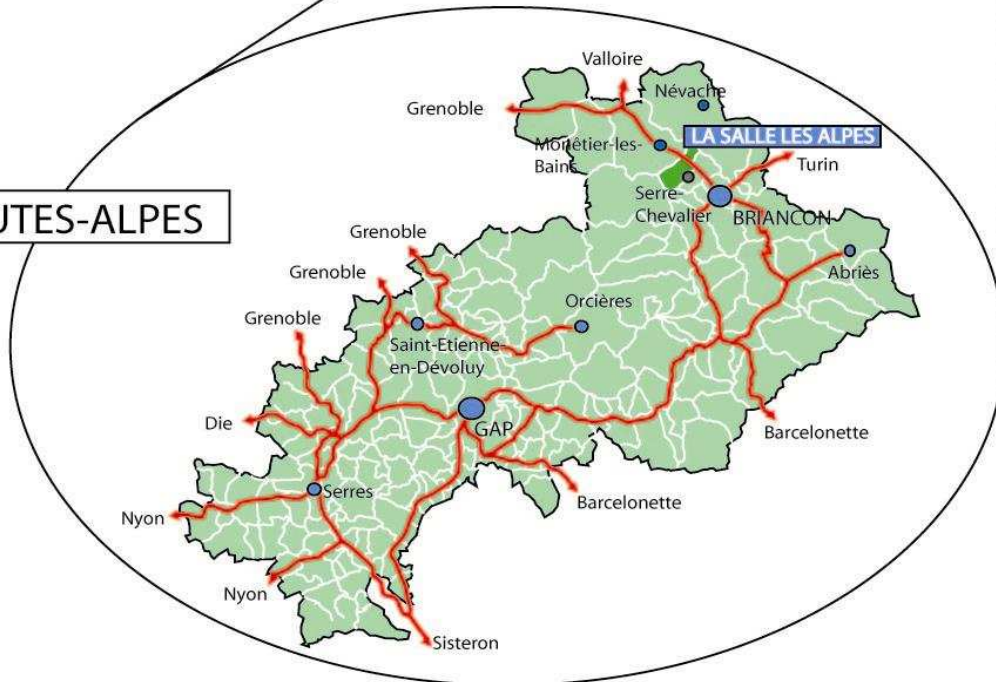 Valloire
Névache
Grenoble
LA SALLE LES ALPES
Monêtier-les-
Bains
Turin
Serre-
Chevalier
BRIANCON
UTES-ALPES
Grenoble
Abriès
Grenoble
Orcières
Grenoble
Saint-Etienne-
en-Dévoluy
Die
GAP
Barcelonette
Serres
Barcelonette
Nyon
Nyon
Sisteron